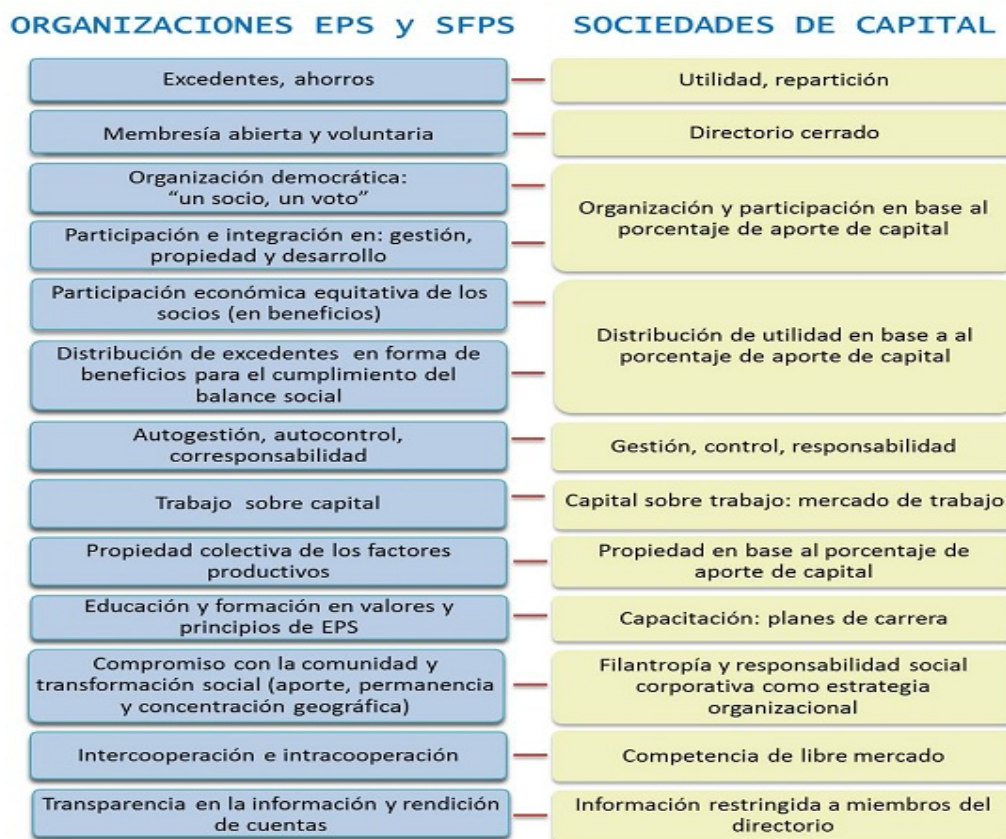 ORGANIZACIONES EPS y SFPS
SOCIEDADES DE CAPITAL
Excedentes, ahorros
Utilidad, repartición
Membresía abierta y voluntaria
Directorio cerrado
Organización democrática:
“un socio, un voto”
Participación e integración en: gestión,
propiedad y desarrollo
Organización y participación en base al
porcentaje de aporte de capital
Participación económica equitativa de los
socios (en beneficios)
Distribución de excedentes en forma de
beneficios para el cumplimiento del
balance social
Distribución de utilidad en base a al
porcentaje de aporte de capital
Autogestión, autocontrol,
corresponsabilidad
Gestión, control, responsabilidad
Trabajo sobre capital
Capital sobre trabajo: mercado de trabajo
Propiedad colectiva de los factores
productivos
Propiedad en base al porcentaje de
aporte de capital
Educación y formación en valores y
principios de EPS
Capacitación: planes de carrera
Compromiso con la comunidad y
transformación social (aporte, permanencia
y concentración geográfica)
Filantropía y responsabilidad social
corporativa como estrategia
organizacional
Intercooperación e intracooperación
Competencia de libre mercado
Transparencia en la información y rendición
de cuentas
Información restringida a miembros del
directorio